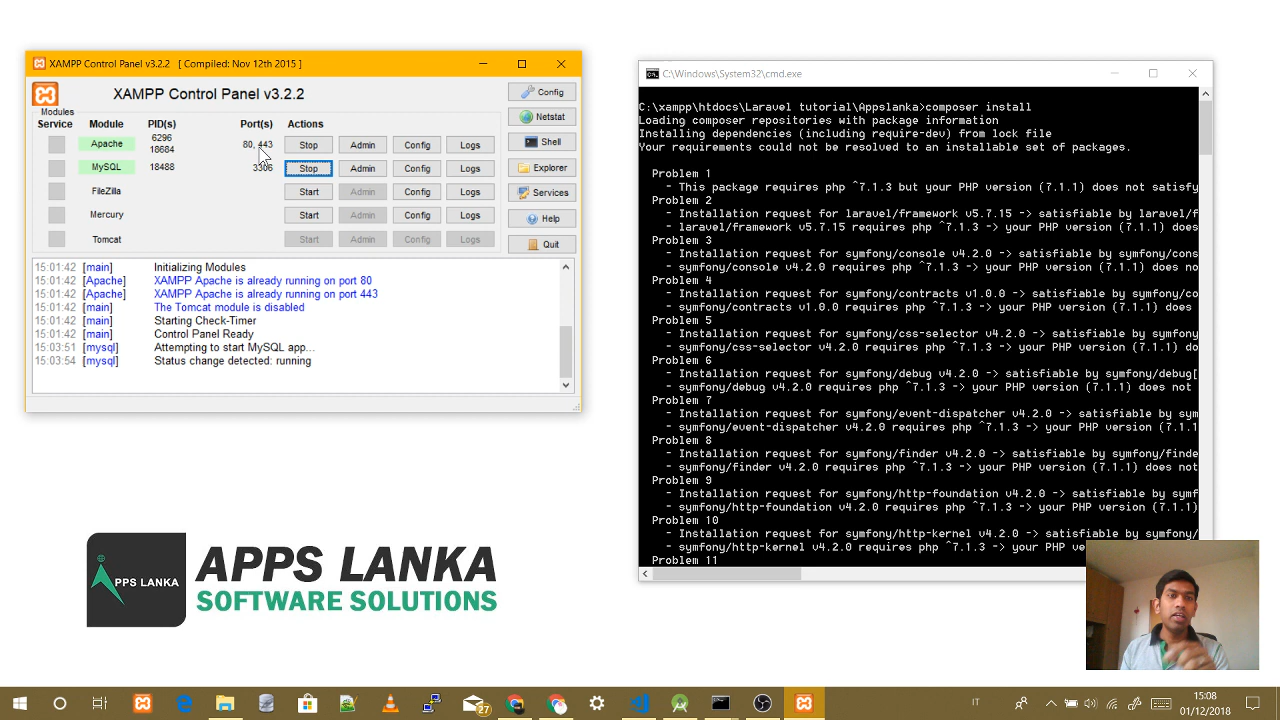 XAMPP Control Panel v3.2.2 [ Compiled: Nov 12th 2015 ]
XAMPP Control Panel v3.2.2
Config
Modules
Service Module PID(s) Port(s) Actions
Netstat
Apache 6296 18684 80, 443 Stop Admin Config Logs
Shell
MySQL 18488 3306 Stop Admin Config Logs
Explorer
FileZilla Start Admin Config Logs
Services
Mercury Start Admin Config Logs
Help
Tomcat Start Admin Config Logs
Quit
15:01:42 [main] Initializing Modules
15:01:42 [Apache] XAMPP Apache is already running on port 80
15:01:42 [Apache] XAMPP Apache is already running on port 443
15:01:42 [main] The Tomcat module is disabled
15:01:42 [main] Starting Check-Timer
15:01:42 [main] Control Panel Ready
15:03:51 [mysql] Attempting to start MySQL app...
15:03:54 [mysql] Status change detected: running
C:\Windows\System32\cmd.exe
C:\xampp\htdocs\Laravel tutorial\Appslanka>composer install
Loading composer repositories with package information
Installing dependencies (including require-dev) from lock file
Your requirements could not be resolved to an installable set of packages.
Problem 1
- This package requires php ^7.1.3 but your PHP version (7.1.1) does not satisfy
Problem 2
- Installation request for laravel/framework v5.7.15 -> satisfiable by laravel/f
- laravel/framework v5.7.15 requires php ^7.1.3 -> your PHP version (7.1.1) does
Problem 3
- Installation request for symfony/console v4.2.0 -> satisfiable by symfony/cons
- symfony/console v4.2.0 requires php ^7.1.3 -> your PHP version (7.1.1) does no
Problem 4
- Installation request for symfony/contracts v1.0.0 -> satisfiable by symfony/co
- symfony/contracts v1.0.0 requires php ^7.1.3 -> your PHP version (7.1.1) does
Problem 5
- Installation request for symfony/css-selector v4.2.0 -> satisfiable by symfony
- symfony/css-selector v4.2.0 requires php ^7.1.3 -> your PHP version (7.1.1) do
Problem 6
- Installation request for symfony/debug v4.2.0 -> satisfiable by symfony/debug[
- symfony/debug v4.2.0 requires php ^7.1.3 -> your PHP version (7.1.1) does not
Problem 7
- Installation request for symfony/event-dispatcher v4.2.0 -> satisfiable by sym
- symfony/event-dispatcher v4.2.0 requires php ^7.1.3 -> your PHP version (7.1.1
Problem 8
- Installation request for symfony/finder v4.2.0 -> satisfiable by symfony/finde
- symfony/finder v4.2.0 requires php ^7.1.3 -> your PHP version (7.1.1) does not
Problem 9
- Installation request for symfony/http-foundation v4.2.0 -> satisfiable by symf
- symfony/http-foundation v4.2.0 requires php ^7.1.3 -> your PHP version (7.1.1)
Problem 10
- Installation request for symfony/http-kernel v4.2.0 -> satisfiable by symfony/
- symfony/http-kernel v4.2.0 requires php ^7.1.3 -> your PHP
Problem 11
PPS LANKA
APPS LANKA
SOFTWARE SOLUTIONS
27
IT
15:08
01/12/2018